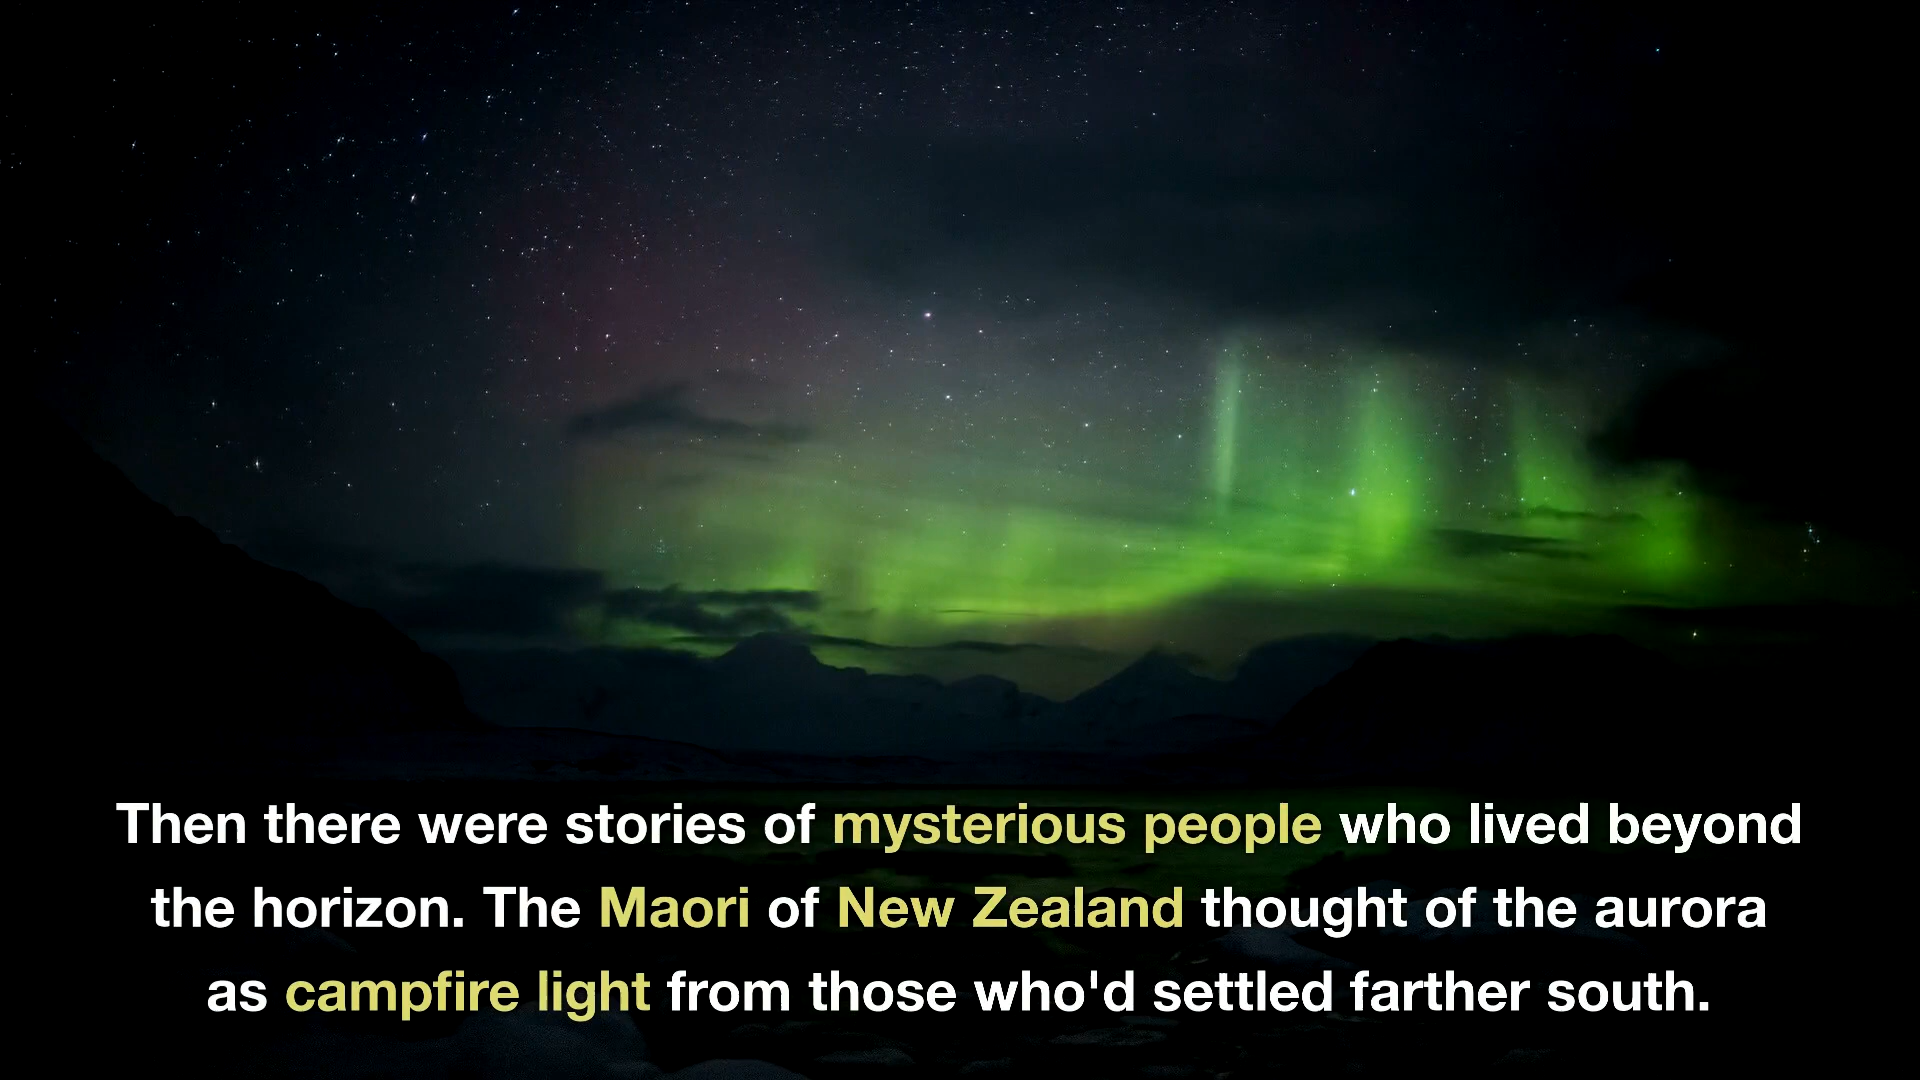 Then there were stories of mysterious people who lived beyond
the horizon. The Maori of New Zealand thought of the aurora
as campfire light from those who'd settled farther south.